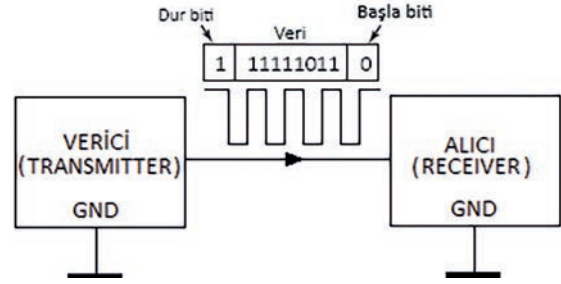 Dur biti Veri Başla biti
1 11111011 0
VERİCİ
(TRANSMITTER)
GND
ALICI
(RECEIVER)
GND